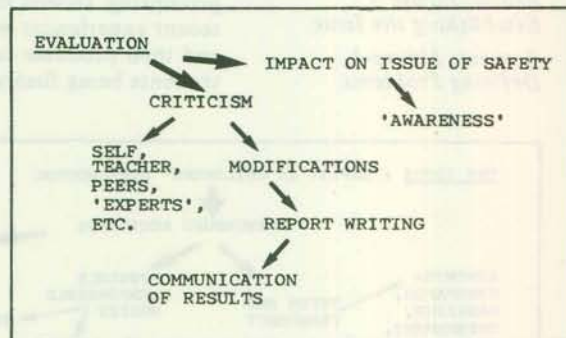 EVALUATION
IMPACT ON ISSUE OF SAFETY
CRITICISM
'AWARENESS'
SELF,
TEACHER,
PEERS,
'EXPERTS',
ETC.
MODIFICATIONS
REPORT WRITING
COMMUNICATION
OF RESULTS